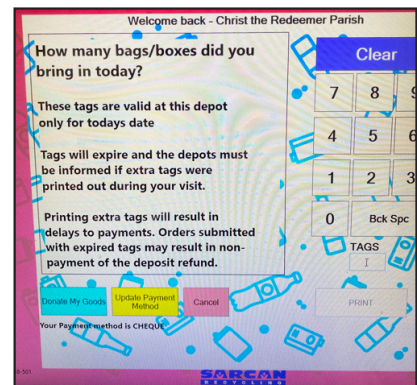 Welcome back - Christ the Redeemer Parish
How many bags/boxes did you
bring in today?
These tags are valid at this depot
only for todays date
Tags will expire and the depots must
be informed if extra tags were
printed out during your visit.
Printing extra tags will result in
delays to payments. Orders submitted
with expired tags may result in non-
payment of the deposit refund.
Clear
7 8 9
4 5 6
1 2 3
0 Bck Spc
TAGS
Donate My Goods
Update Payment
Method
Cancel
PRINT
Your Payment method is CHEQUE
SARCAN
RECYCLING